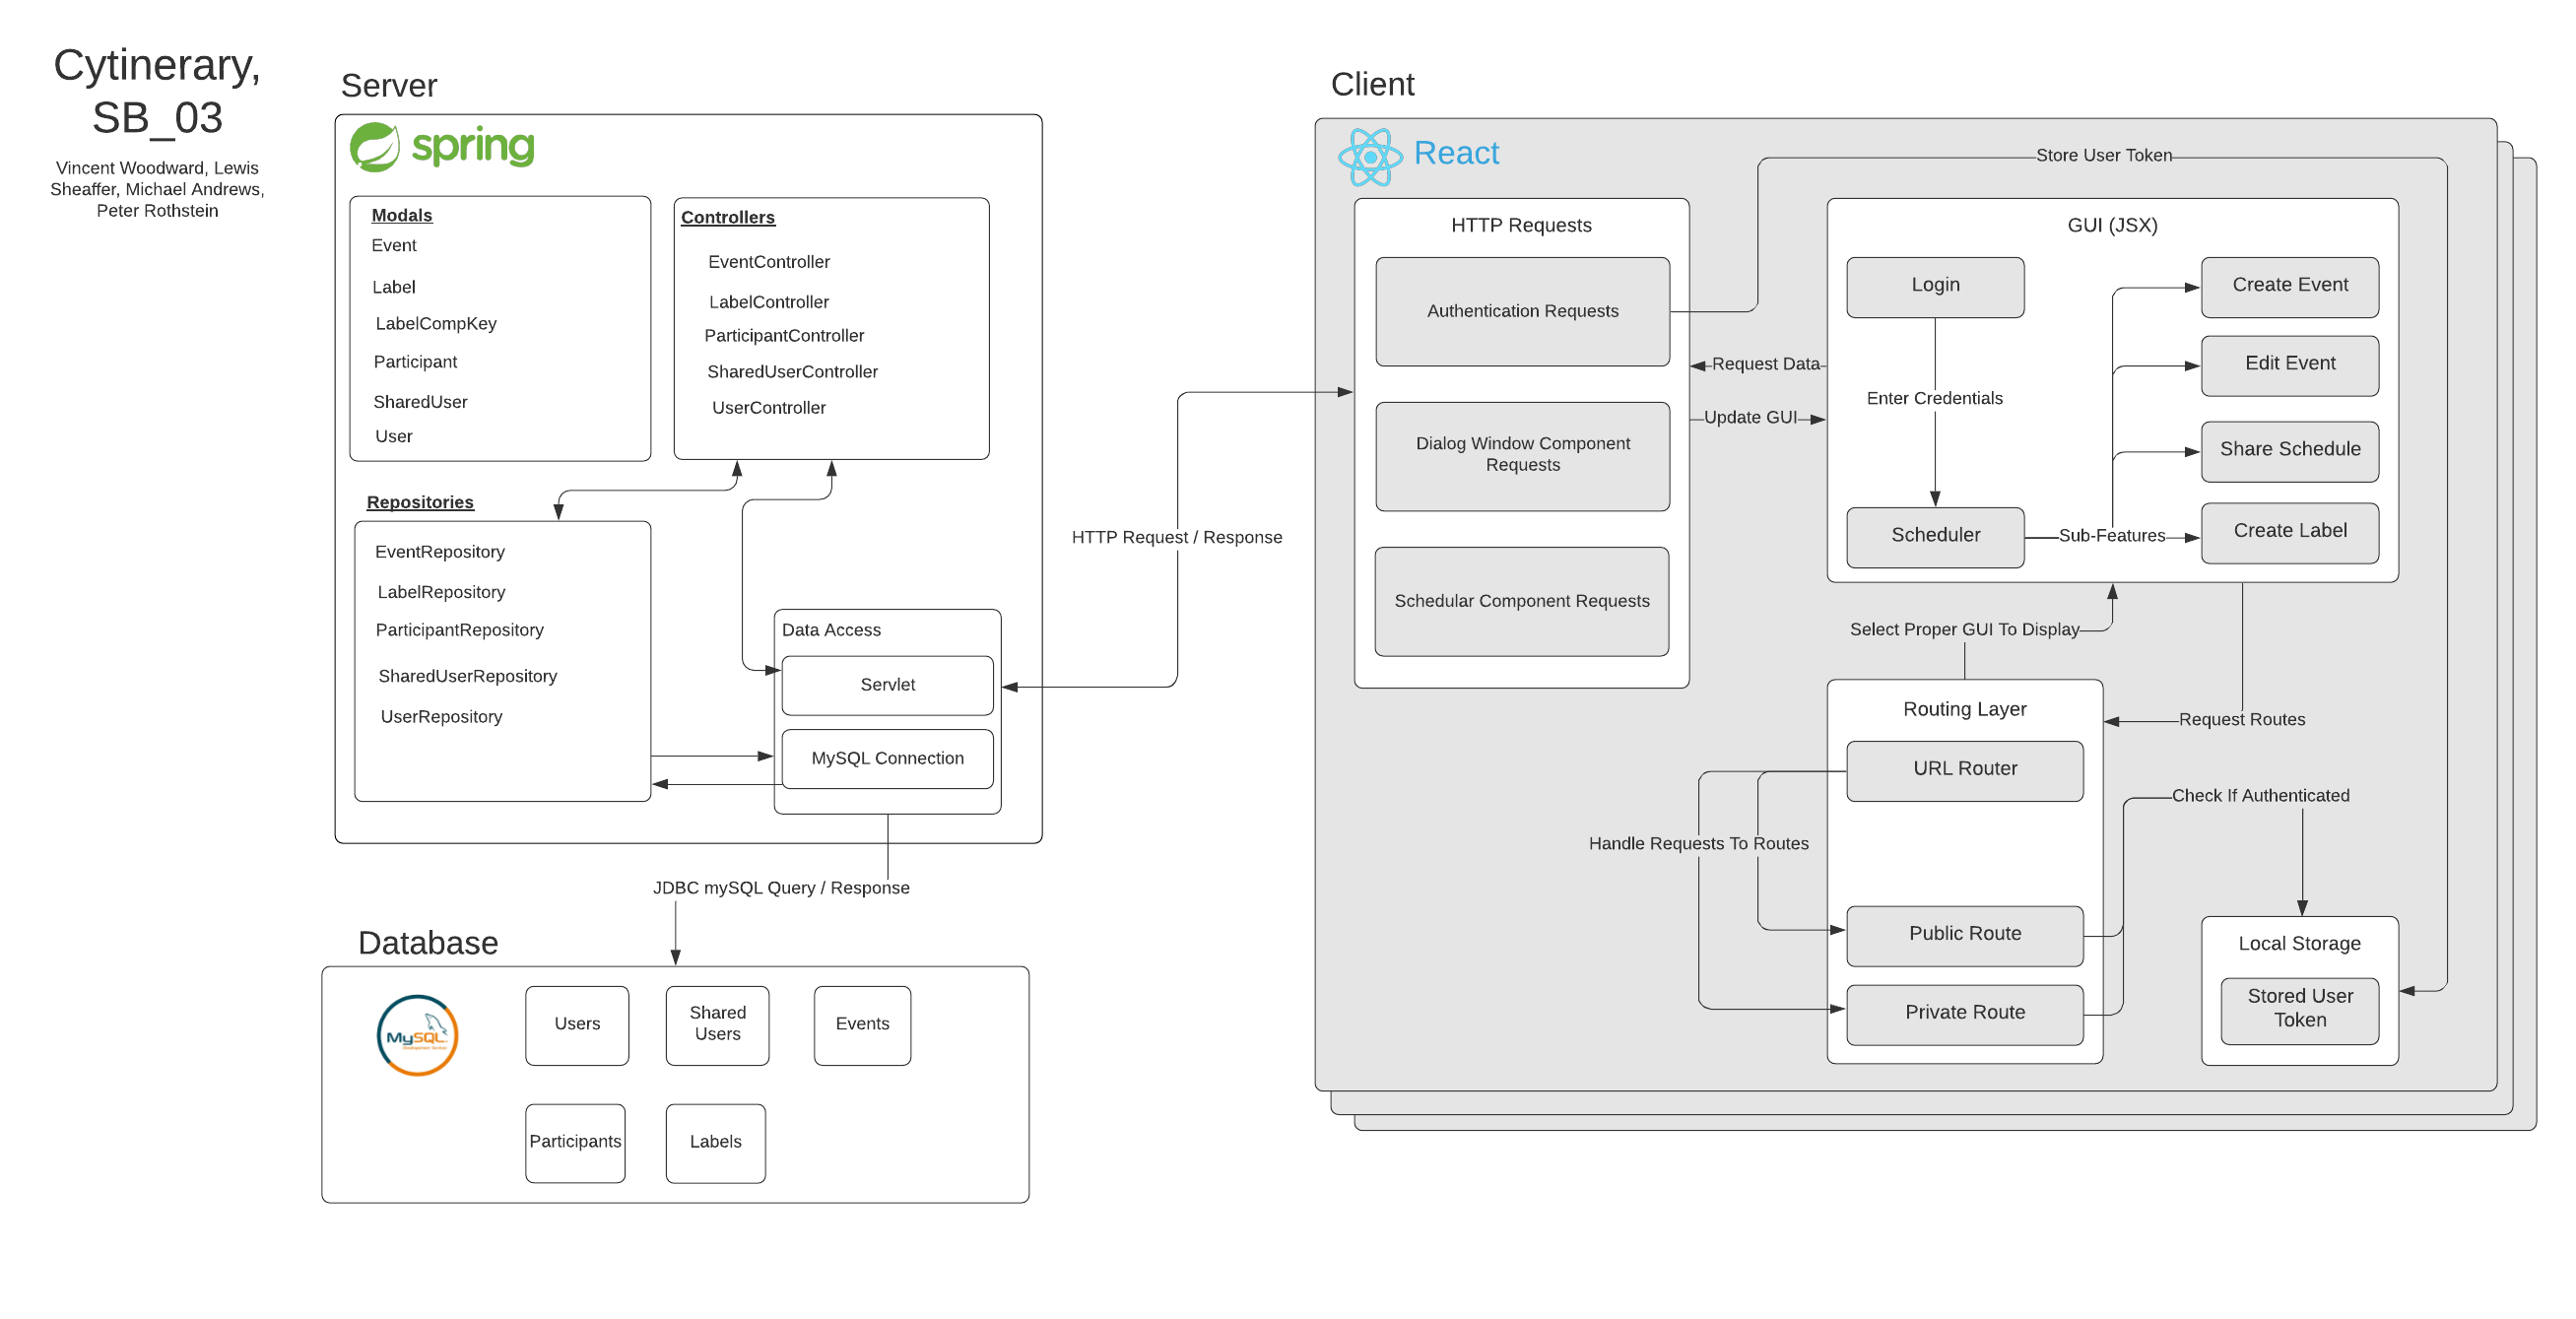 Cytinerary,
SB_03
Vincent Woodward, Lewis
Sheaffer, Michael Andrews,
Peter Rothstein
Server
spring
Modals
Event
Label
LabelCompKey
Participant
SharedUser
User
Controllers
EventController
LabelController
ParticipantController
SharedUserController
UserController
Repositories
EventRepository
LabelRepository
ParticipantRepository
SharedUserRepository
UserRepository
Data Access
Servlet
MySQL Connection
JDBC mySQL Query / Response
Database
MySQL
Users
Shared
Users
Events
Participants
Labels
HTTP Request / Response
Client
React
Store User Token
HTTP Requests
Authentication Requests
Dialog Window Component
Requests
Schedular Component Requests
Request Data
Update GUI
GUI (JSX)
Login
Enter Credentials
Scheduler
Sub-Features
Create Event
Edit Event
Share Schedule
Create Label
Select Proper GUI To Display
Request Routes
Routing Layer
URL Router
Handle Requests To Routes
Public Route
Private Route
Check If Authenticated
Local Storage
Stored User
Token